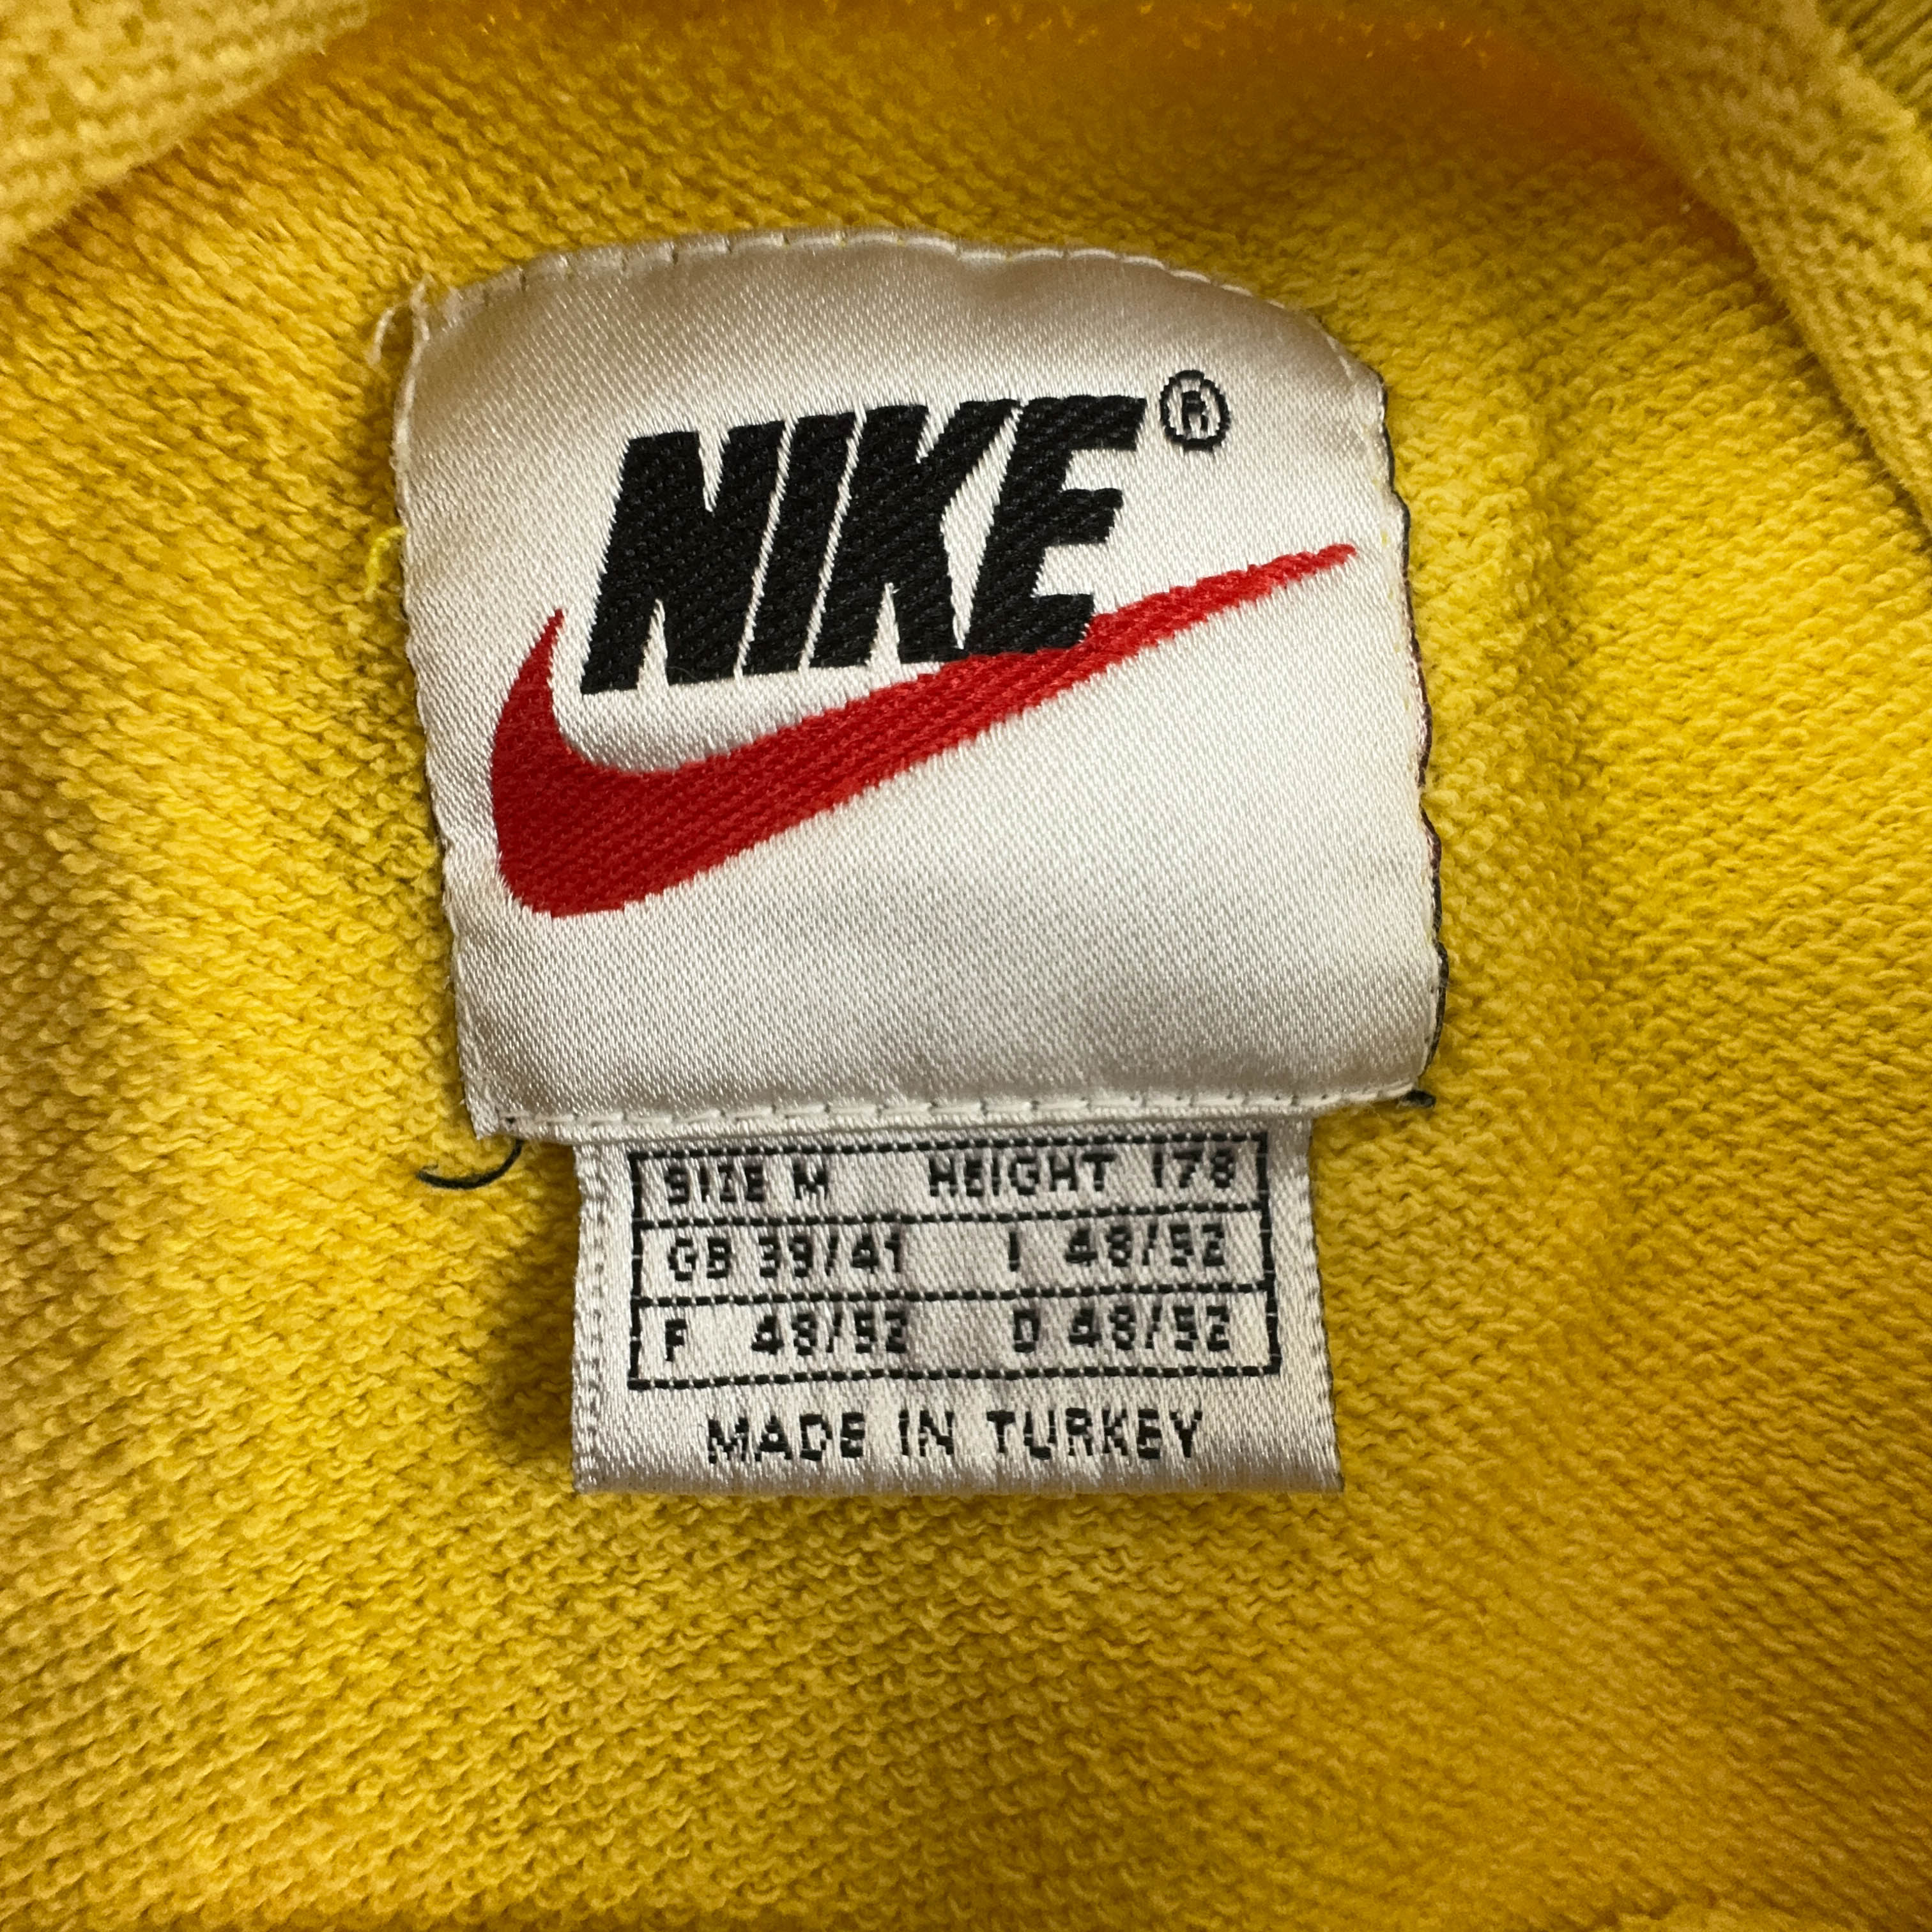 NIKE®
SIZE M HEIGHT 178
GB 39/41 I 48/52
F 48/52 D 48/52
MADE IN TURKEY